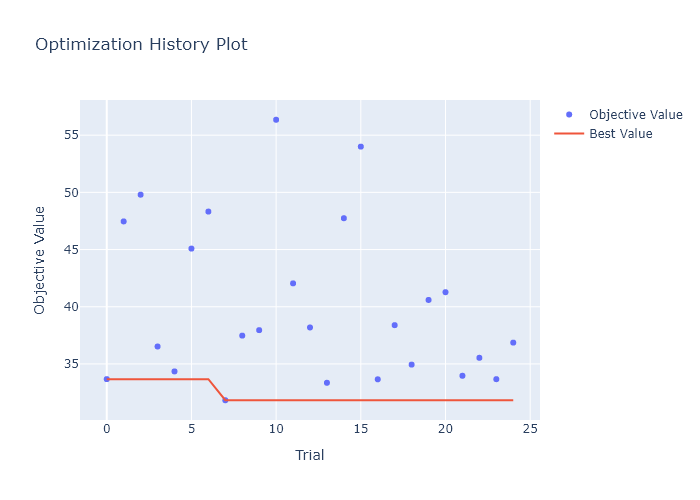 Optimization History Plot
Objective Value
Best Value
55
50
45
40
35
Objective Value
0 5 10 15 20 25
Trial